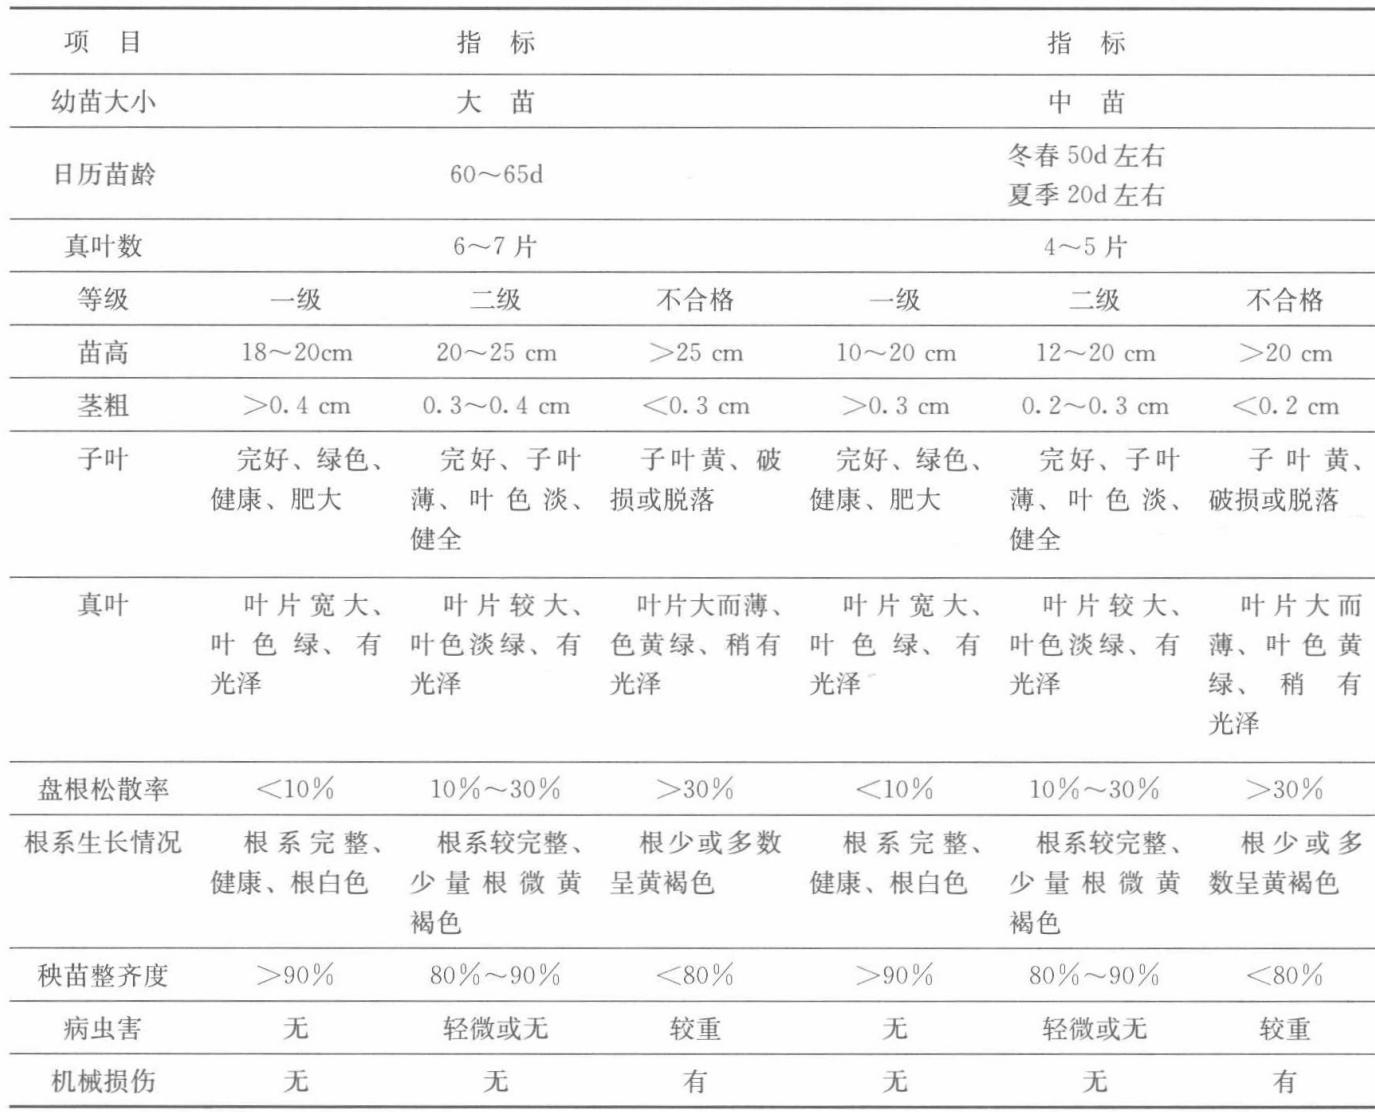 项 目 指 标 指 标
幼苗大小 大 苗 中 苗
日历苗龄 60～65d 冬春 50d 左右
夏季 20d 左右
真叶数 6～7 片 4～5 片
等级 一级 二级 不合格 一级 二级 不合格
苗高 18～20cm 20～25 cm ＞25 cm 10～20 cm 12～20 cm ＞20 cm
茎粗 ＞0.4 cm 0.3～0.4 cm ＜0.3 cm ＞0.3 cm 0.2～0.3 cm ＜0.2 cm
子叶 完好、绿色、 完好、子叶 子叶黄、破 完好、绿色、 完好、子叶 子叶黄、
健康、肥大 薄、叶色淡、 损或脱落 健康、肥大 薄、叶色淡、 破损或脱落
健全 健全
真叶 叶片宽大、 叶片较大、 叶片大而薄、 叶片宽大、 叶片较大、 叶片大而
叶色绿、有 叶色淡绿、有 色黄绿、稍有 叶色绿、有 叶色淡绿、有 薄、叶色黄
光泽 光泽 光泽 光泽 光泽 绿、稍有
光泽
盘根松散率 ＜10% 10%～30% ＞30% ＜10% 10%～30% ＞30%
根系生长情况 根系完整、 根系较完整、 根少或多数 根系完整、 根系较完整、 根少或多
健康、根白色 少量根微黄 呈黄褐色 健康、根白色 少量根微黄 数呈黄褐色
褐色 褐色
秧苗整齐度 ＞90% 80%～90% ＜80% ＞90% 80%～90% ＜80%
病虫害 无 轻微或无 较重 无 轻微或无 较重
机械损伤 无 无 有 无 无 有